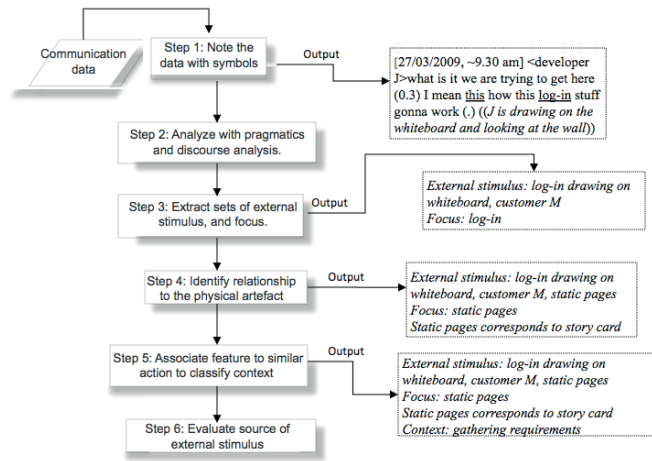 Communication
data
Step 1: Note the
data with symbols
Output
[27/03/2009, ~9.30 am] <developer
J>what is it we are trying to get here
(0.3) I mean this how this log-in stuff
gonna work (.) ((J is drawing on the
whiteboard and looking at the wall))
Step 2: Analyze with pragmatics
and discourse analysis.
Step 3: Extract sets of external
stimulus, and focus.
Output
External stimulus: log-in drawing on
whiteboard, customer M
Focus: log-in
Step 4: Identify relationship
to the physical artefact
Output
External stimulus: log-in drawing on
whiteboard, customer M, static pages
Focus: static pages
Static pages corresponds to story card
Step 5: Associate feature to similar
action to classify context
Output
External stimulus: log-in drawing on
whiteboard, customer M, static pages
Focus: static pages
Static pages corresponds to story card
Context: gathering requirements
Step 6: Evaluate source of
external stimulus